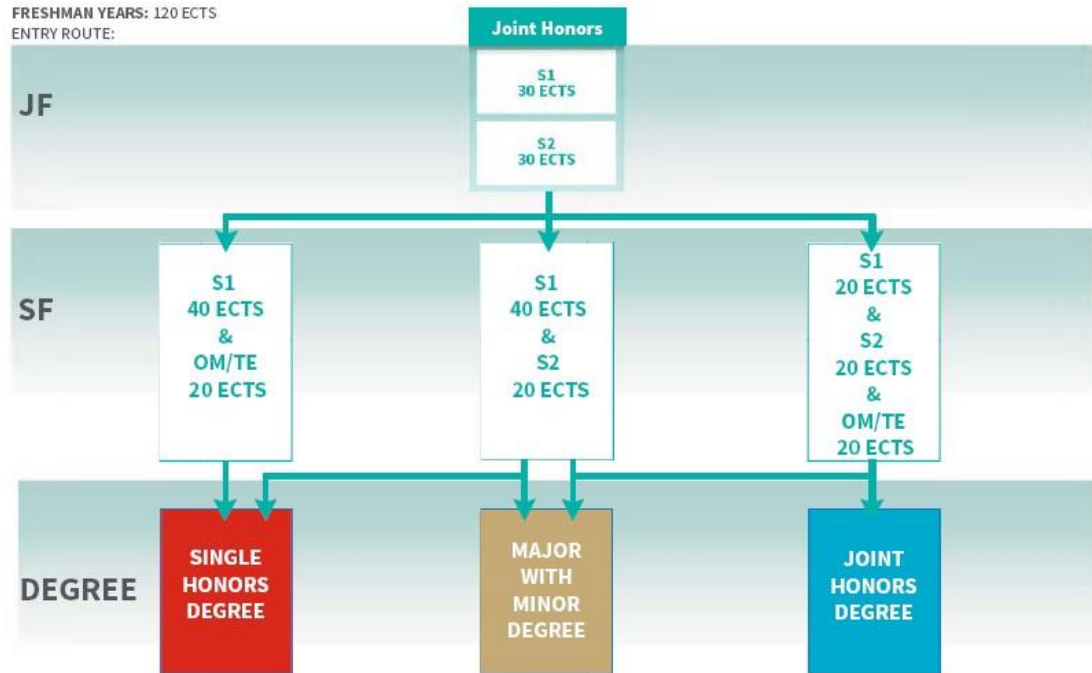 FRESHMAN YEARS: 120 ECTS
ENTRY ROUTE:
Joint Honors
JF
S1
30 ECTS
S2
30 ECTS
SF
S1
40 ECTS
&
OM/TE
20 ECTS
S1
40 ECTS
&
S2
20 ECTS
S1
20 ECTS
&
S2
20 ECTS
&
OM/TE
20 ECTS
DEGREE
SINGLE
HONORS
DEGREE
MAJOR
WITH
MINOR
DEGREE
JOINT
HONORS
DEGREE